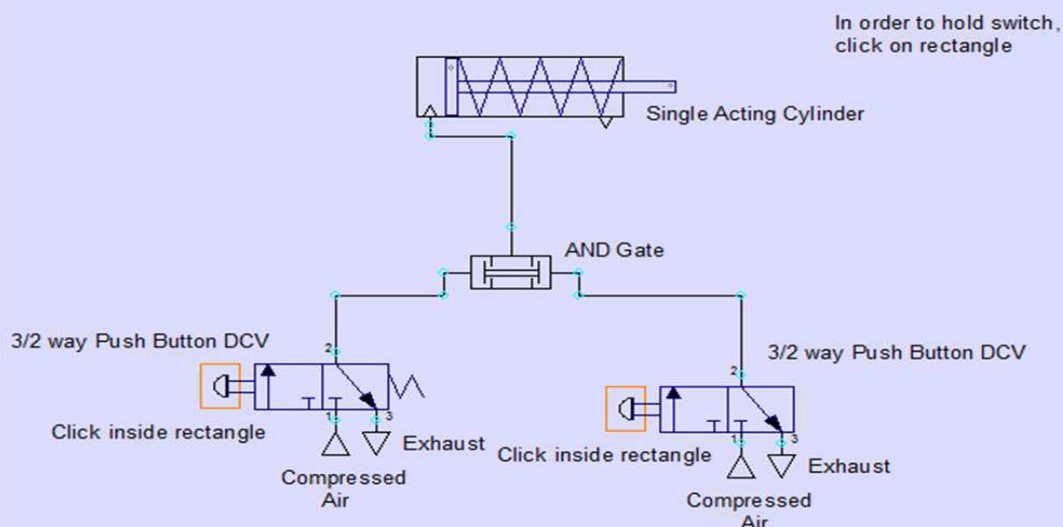 In order to hold switch,
click on rectangle
Single Acting Cylinder
AND Gate
3/2 way Push Button DCV
2
1
3
Click inside rectangle
Exhaust
Compressed
Air
3/2 way Push Button DCV
2
1
3
Click inside rectangle
Exhaust
Compressed
Air